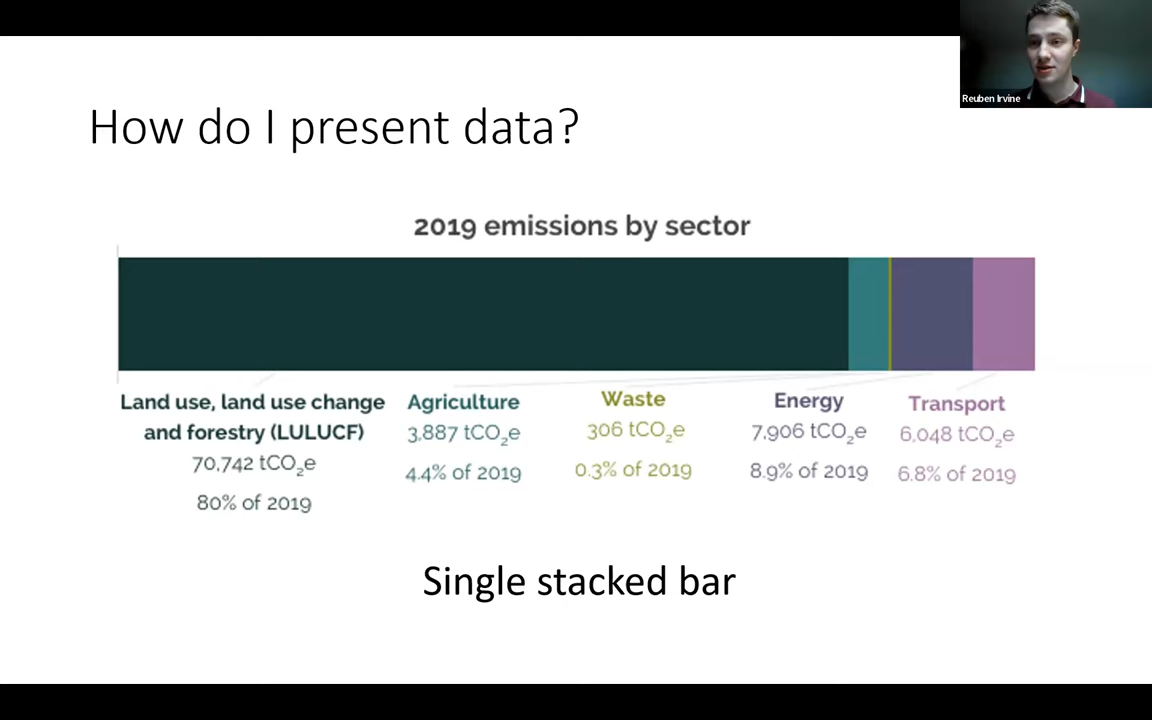 Reuben Irvine
How do I present data?
2019 emissions by sector
Land use, land use change
and forestry (LULUCF)
70,742 tCO₂e
80% of 2019
Agriculture
3,887 tCO₂e
4.4% of 2019
Waste
306 tCO₂e
0.3% of 2019
Energy
7,906 tCO₂e
8.9% of 2019
Transport
6,048 tCO₂e
6.8% of 2019
Single stacked bar